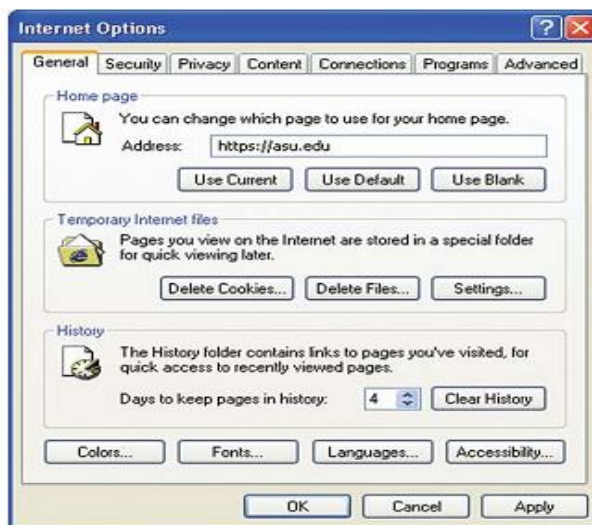 Internet Options
General Security Privacy Content Connections Programs Advanced
Home page
You can change which page to use for your home page.
Address: https://asu.edu
Use Current Use Default Use Blank
Temporary Internet files
Pages you view on the Internet are stored in a special folder
for quick viewing later.
Delete Cookies... Delete Files... Settings...
History
The History folder contains links to pages you've visited, for
quick access to recently viewed pages.
Days to keep pages in history: 4 Clear History
Colors... Fonts... Languages... Accessibility...
OK Cancel Apply